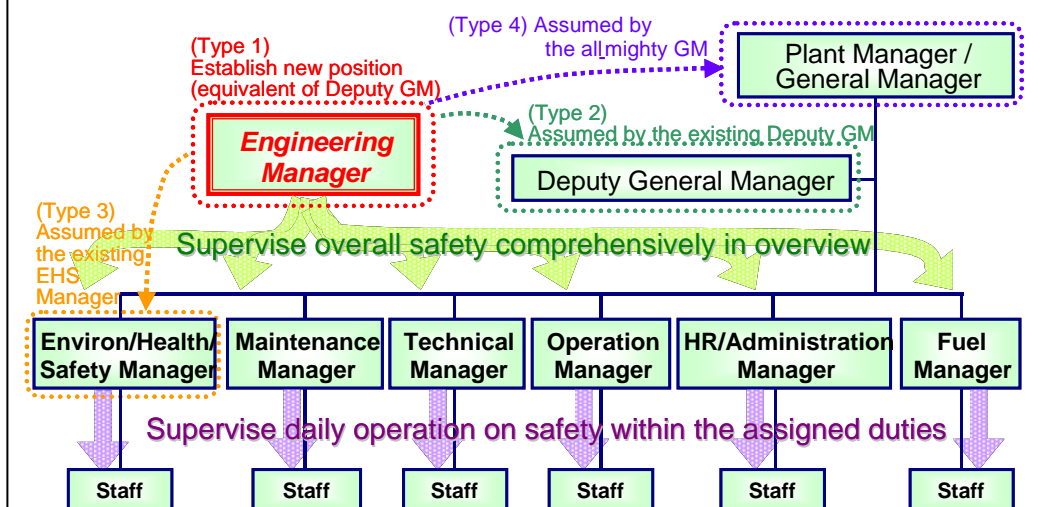 (Type 4) Assumed by
the all mighty GM
Plant Manager /
General Manager
(Type 1)
Establish new position
(equivalent of Deputy GM)
Engineering
Manager
(Type 2)
Assumed by the existing Deputy GM
Deputy General Manager
(Type 3)
Assumed by
the existing
EHS
Manager
Supervise overall safety comprehensively in overview
Environ/Health/
Safety Manager
Maintenance
Manager
Technical
Manager
Operation
Manager
HR/Administration
Manager
Fuel
Manager
Supervise daily operation on safety within the assigned duties
Staff
Staff
Staff
Staff
Staff
Staff